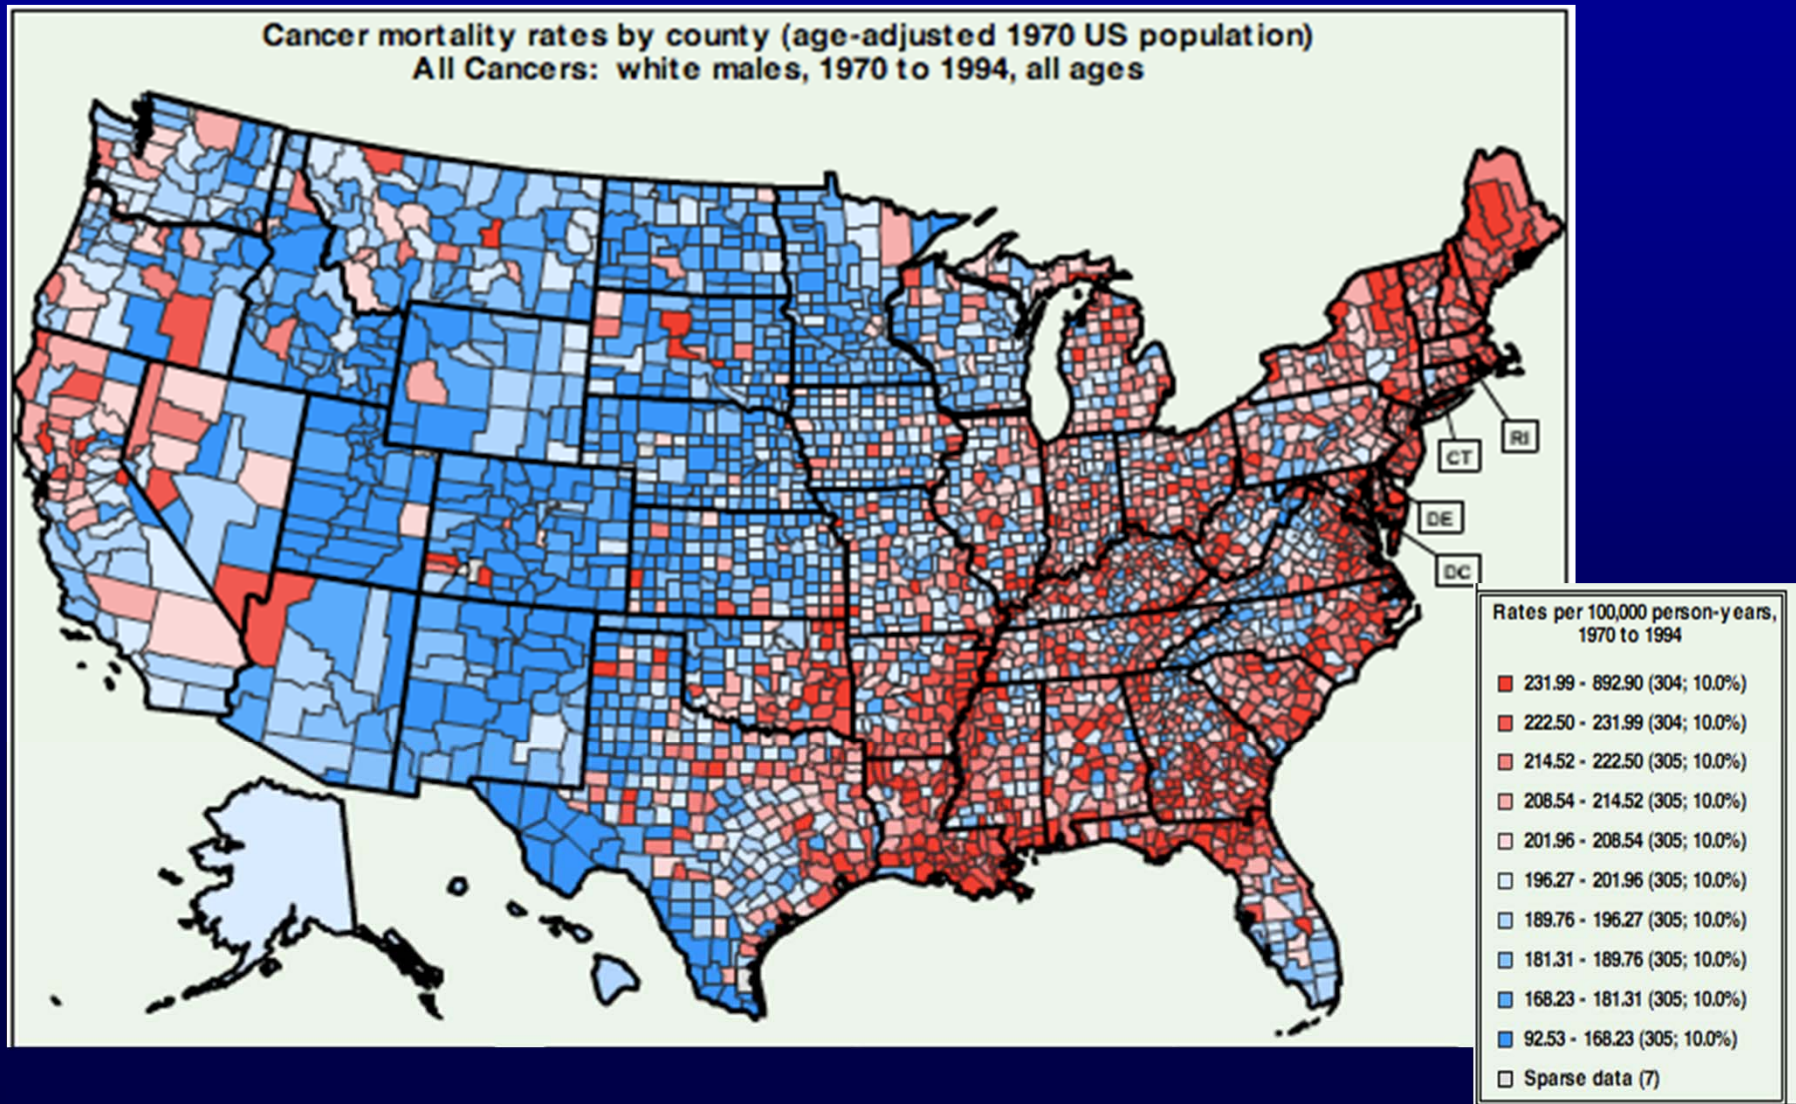 Cancer mortality rates by county (age-adjusted 1970 US population)
All Cancers: white males, 1970 to 1994, all ages
RI
CT
DE
DC
Rates per 100,000 person-years,
1970 to 1994
231.99 - 892.90 (304; 10.0%)
222.50 - 231.99 (304; 10.0%)
214.52 - 222.50 (305; 10.0%)
208.54 - 214.52 (305; 10.0%)
201.96 - 208.54 (305; 10.0%)
196.27 - 201.96 (305; 10.0%)
189.76 - 196.27 (305; 10.0%)
181.31 - 189.76 (305; 10.0%)
168.23 - 181.31 (305; 10.0%)
92.53 - 168.23 (305; 10.0%)
Sparse data (7)